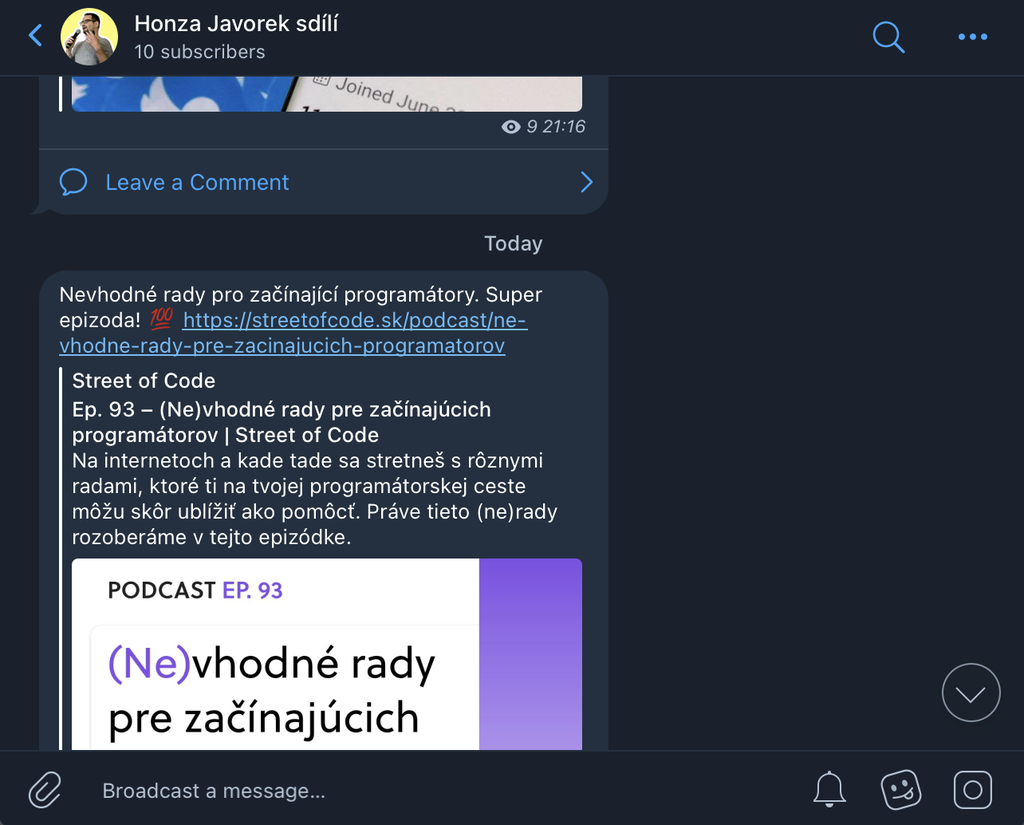 Honza Javorek sdílí
10 subscribers
Joined June
9 21:16
Leave a Comment
Today
Nevhodné rady pro začínající programátory. Super
epizoda! 💯 https://streetofcode.sk/podcast/ne-
vhodne-rady-pre-zacinajucich-programatorov
Street of Code
Ep. 93 – (Ne)vhodné rady pre začínajúcich
programátorov | Street of Code
Na internetoch a kade tade sa stretneš s rôznymi
radami, ktoré ti na tvojej programátorskej ceste
môžu skôr ublížiť ako pomôcť. Práve tieto (ne)rady
rozoberáme v tejto epizódke.
PODCAST EP. 93
(Ne)vhodné rady
pre začínajúcich
Broadcast a message...